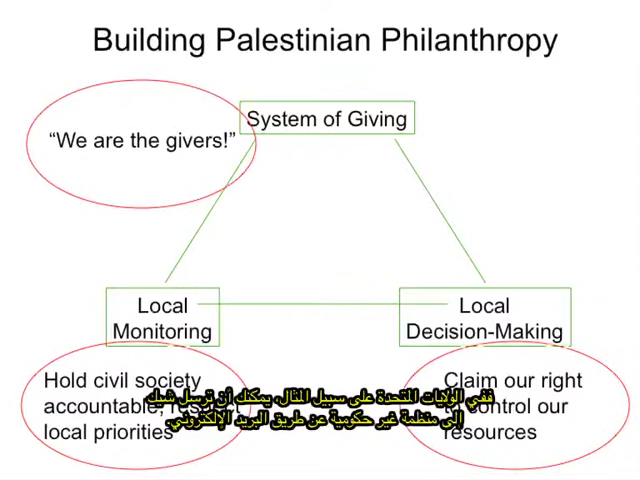 Building Palestinian Philanthropy
System of Giving
“We are the givers!”
Local
Monitoring
Local
Decision-Making
Hold civil society
accountable,
local priorities
Claim our right
control our
resources
ففي الولايات المتحدة على سبيل المثال، يمكنك أن ترسل شيك
إلى منظمة غير حكومية عن طريق البريد الإلكتروني.